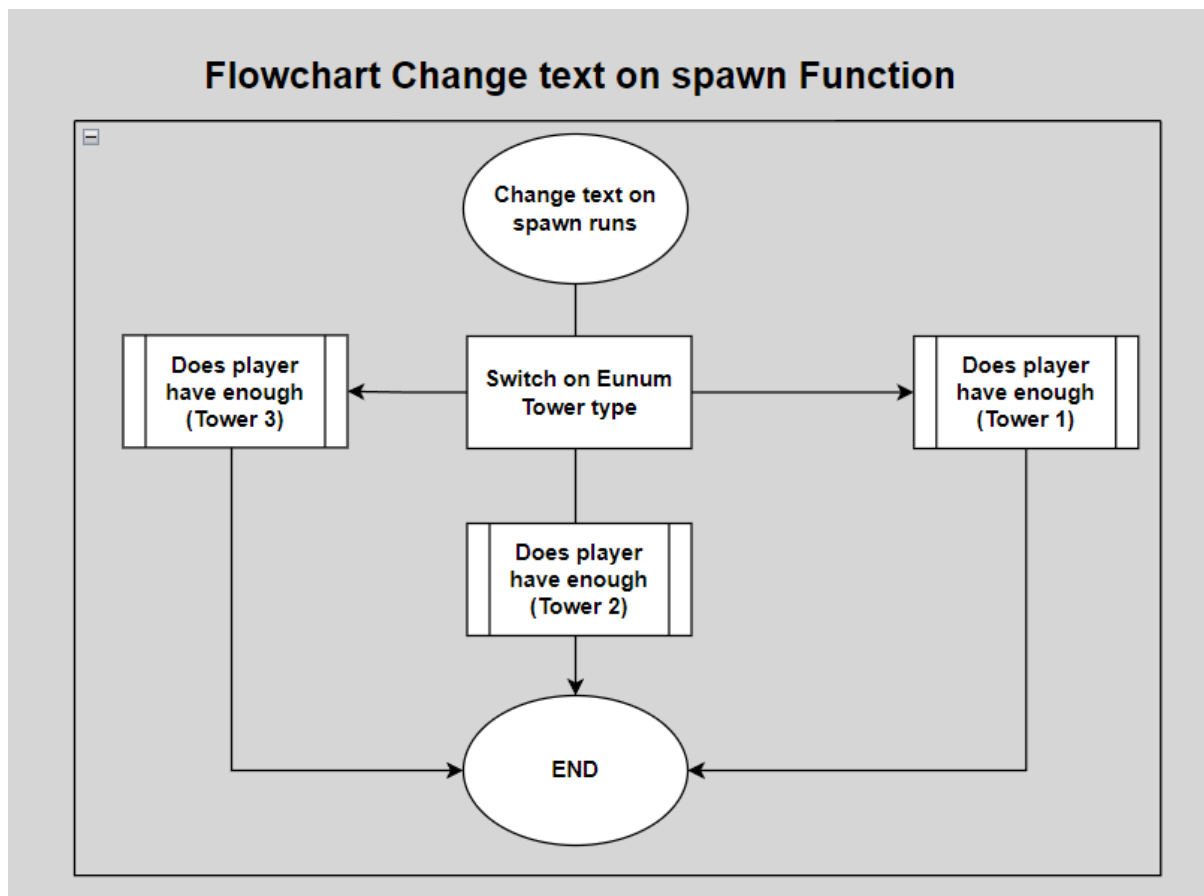 Flowchart Change text on spawn Function
Change text on
spawn runs
Does player
have enough
(Tower 3)
Switch on Eunum
Tower type
Does player
have enough
(Tower 1)
Does player
have enough
(Tower 2)
END